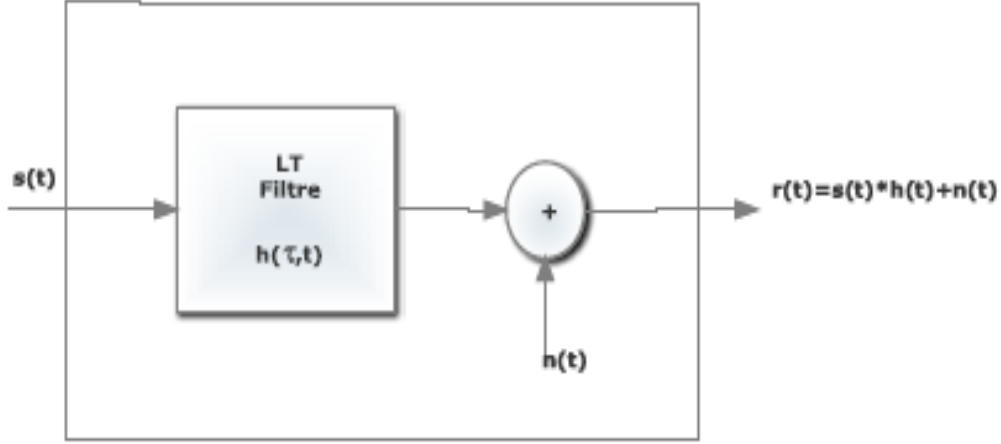 s(t)
LT
Filtre
h(τ,t)
+
r(t)=s(t)*h(t)+n(t)
n(t)